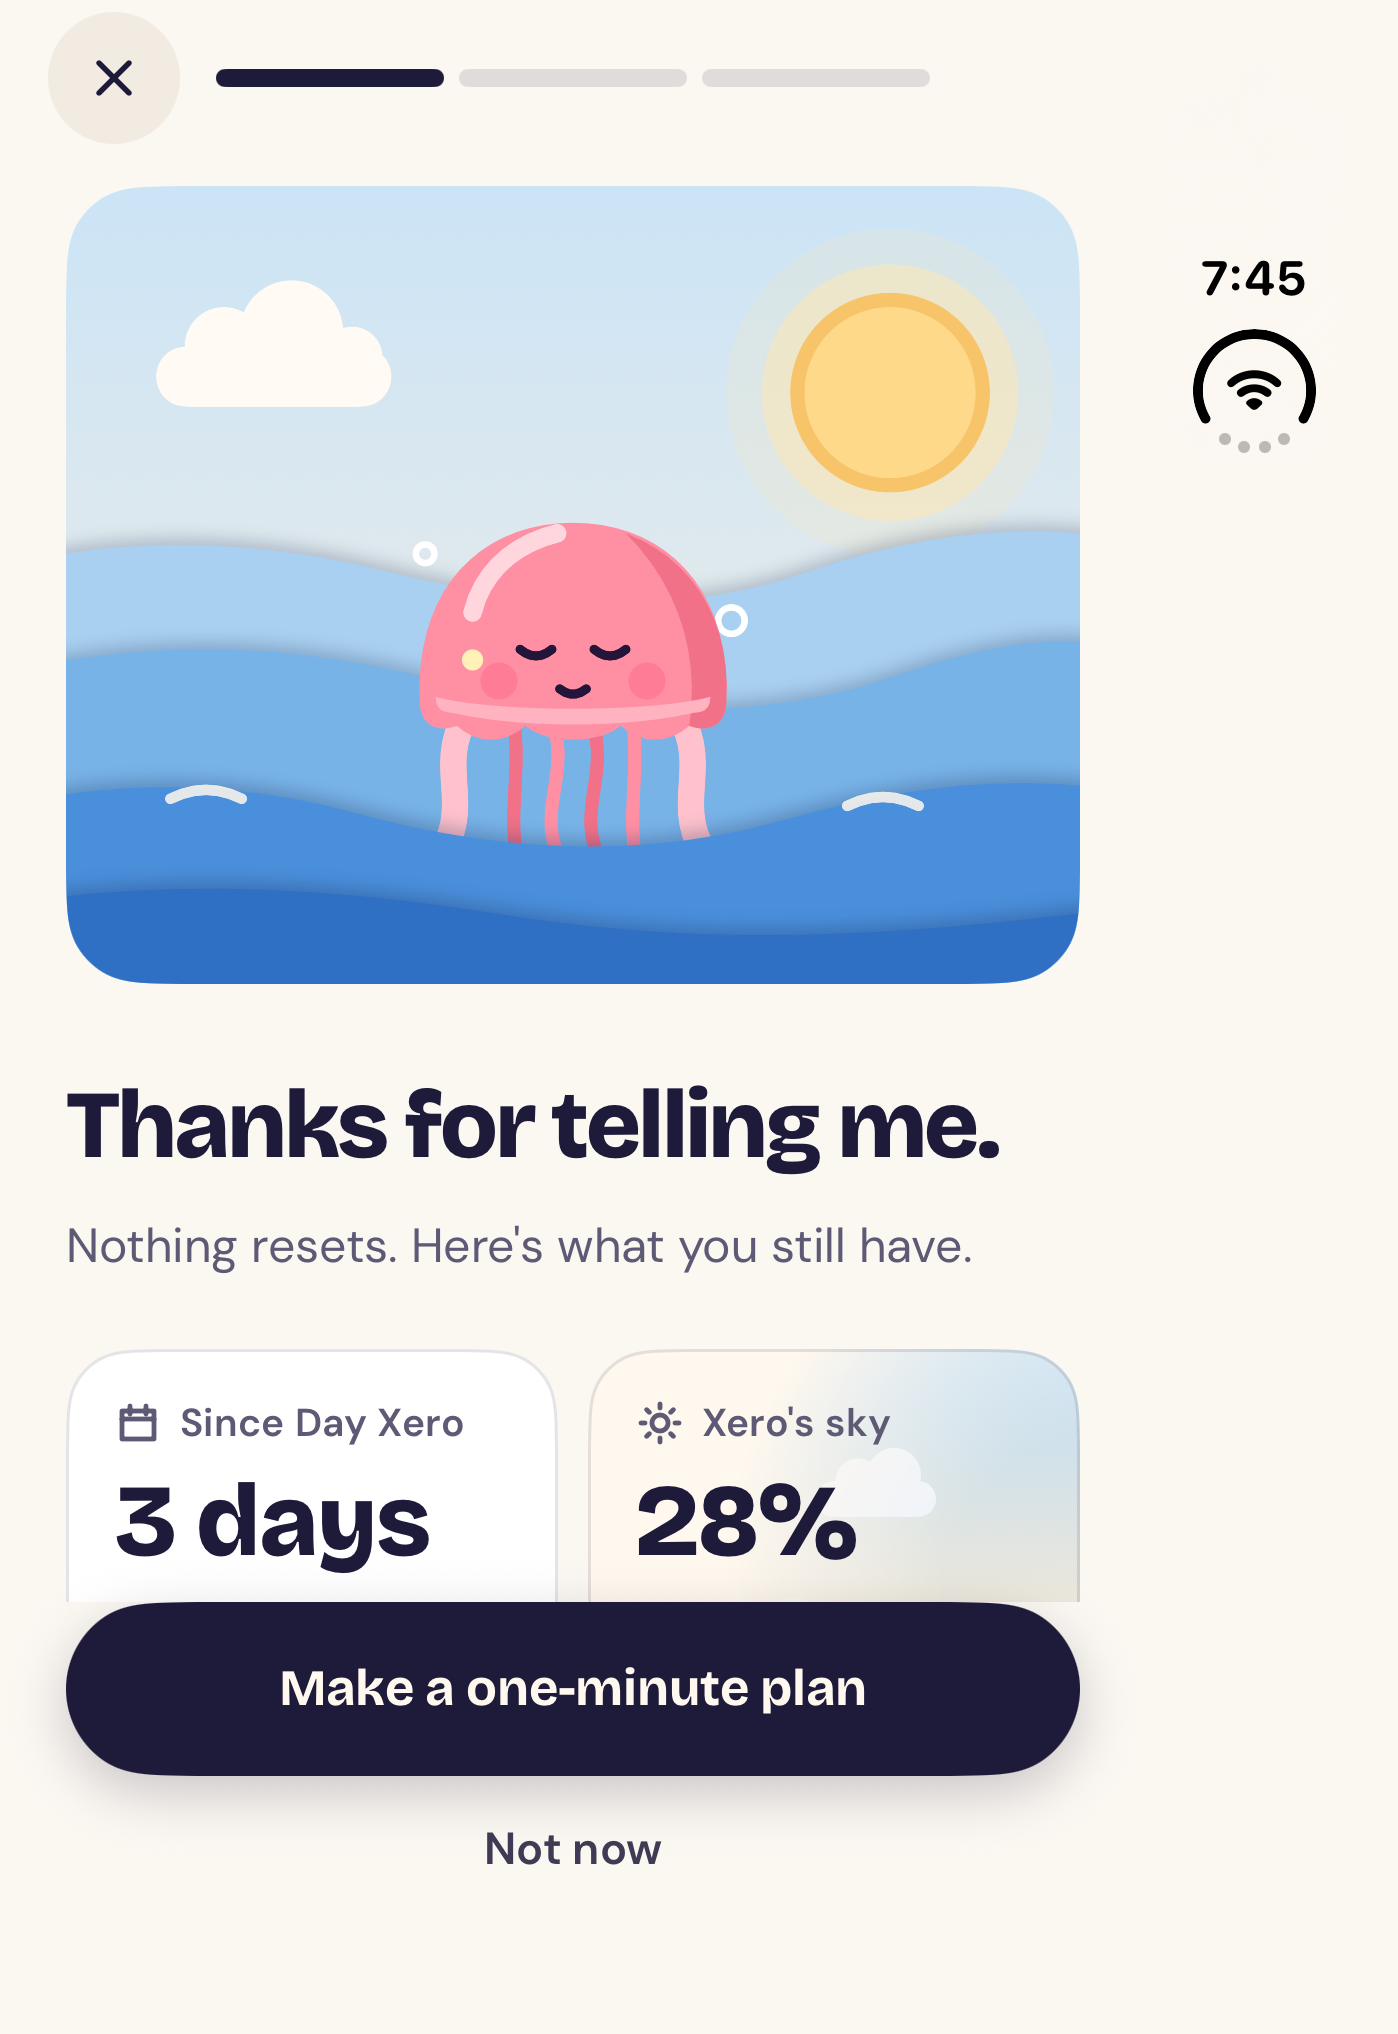 7:45
Thanks for telling me.
Nothing resets. Here's what you still have.
Since Day Xero
3 days
Xero's sky
28%
Make a one-minute plan
Not now